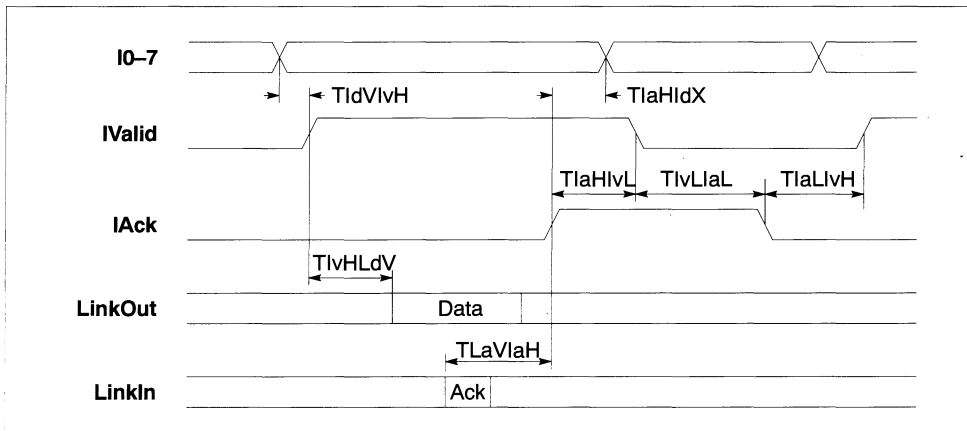 I0–7
TIdVIvH
TIaHIdX
IValid
TIaHIvL
TIvLIaL
TIaLIvH
IAck
TIvHLdV
LinkOut
Data
TLaVIaH
LinkIn
Ack